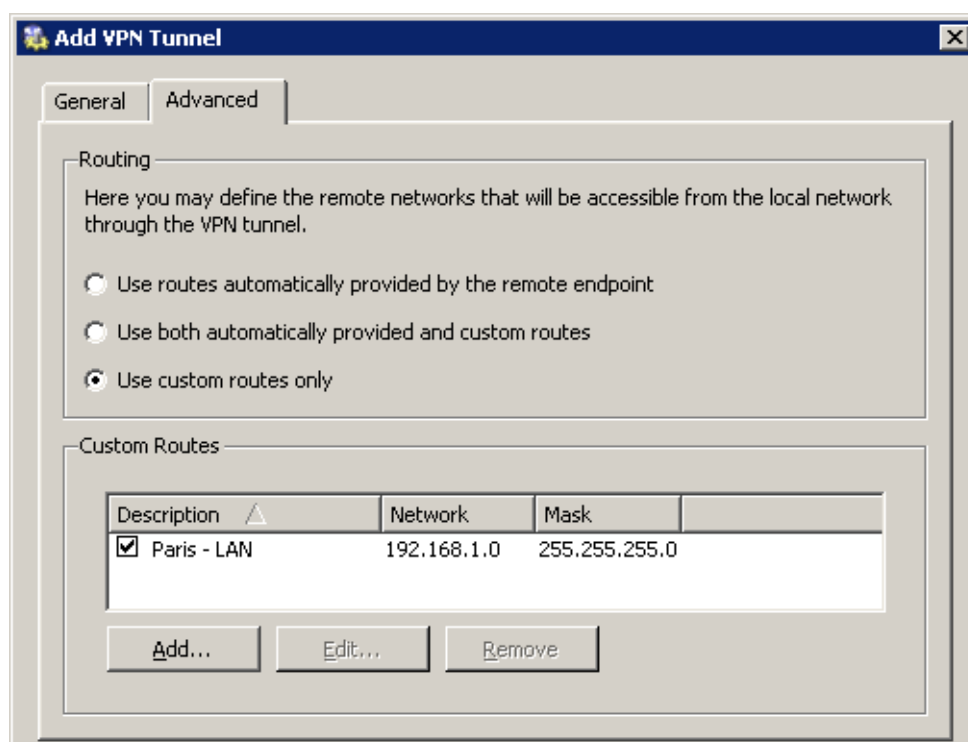 Add VPN Tunnel
General
Advanced
Routing
Here you may define the remote networks that will be accessible from the local network
through the VPN tunnel.
Use routes automatically provided by the remote endpoint
Use both automatically provided and custom routes
Use custom routes only
Custom Routes
Description Network Mask
Paris - LAN 192.168.1.0 255.255.255.0
Add... Edit... Remove